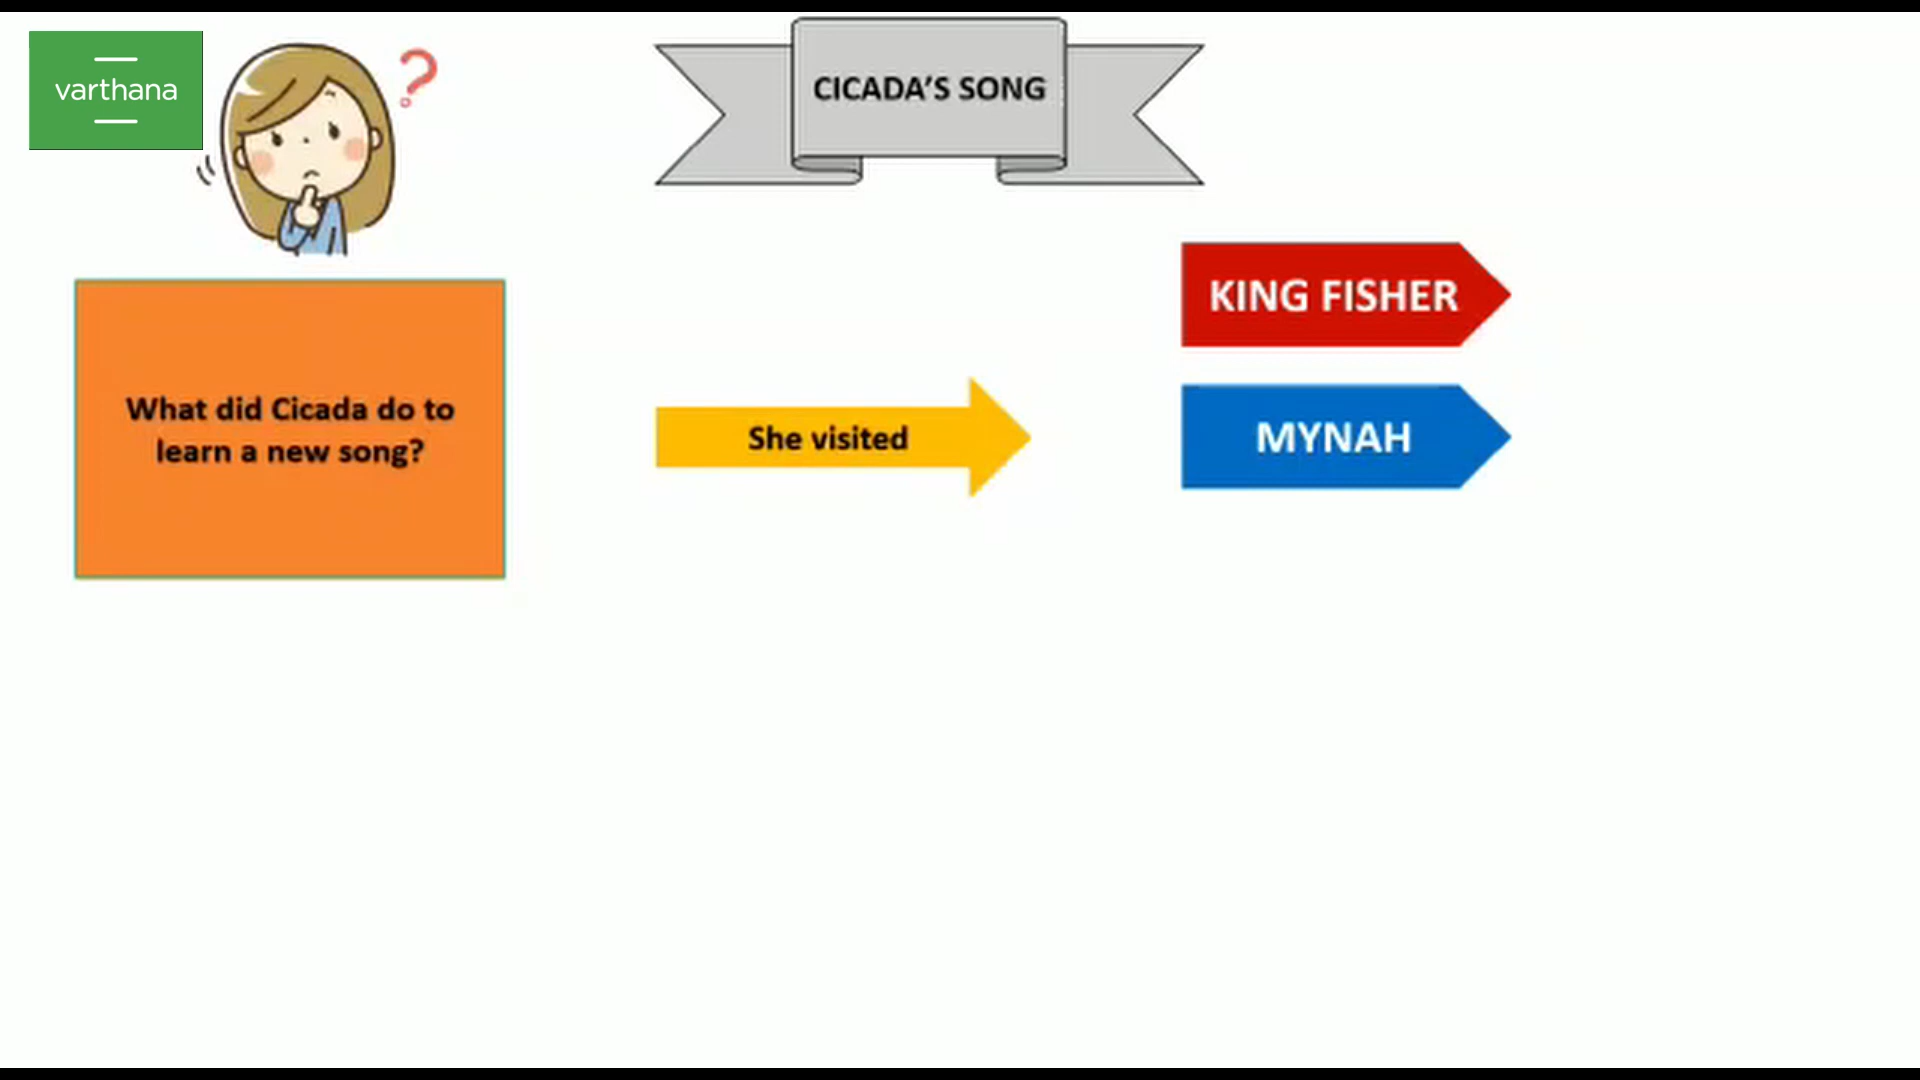 varthana
?
CICADA'S SONG
What did Cicada do to
learn a new song?
She visited
KING FISHER
MYNAH